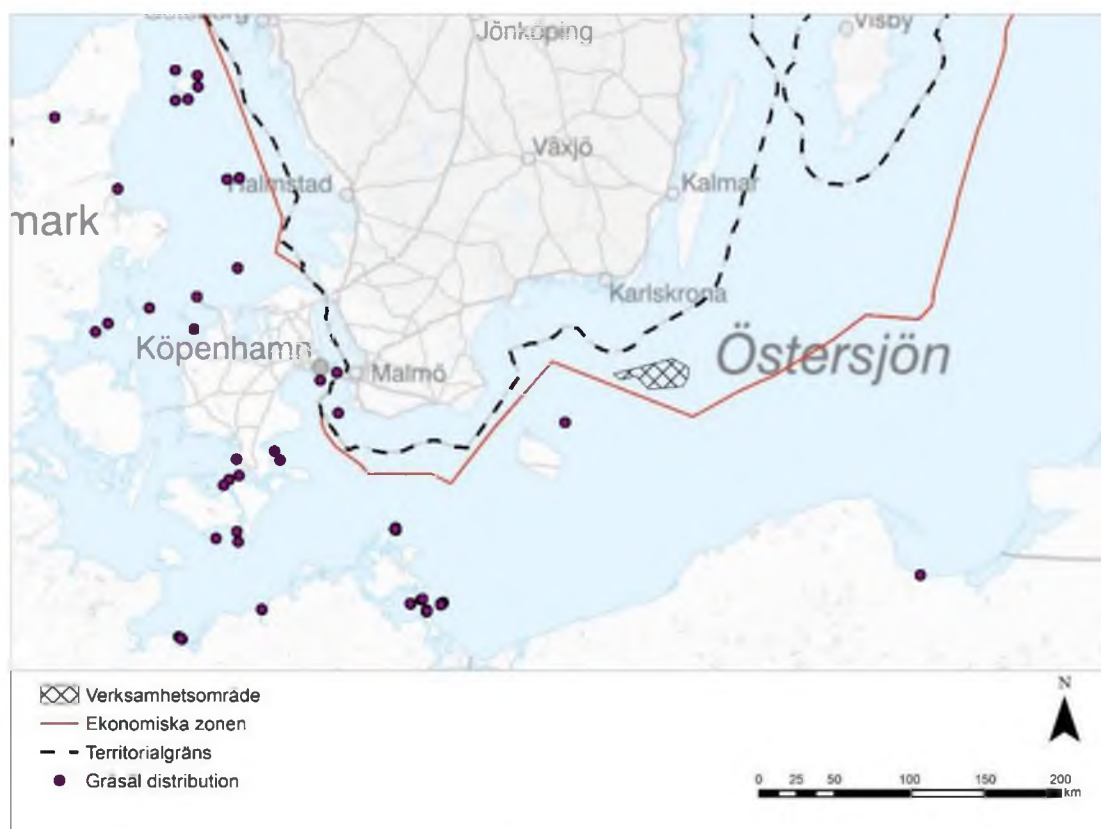 Jönköping
Visby
Växjö
Halmstad
Kalmar
mark
Karlskrona
Köpenhamn
Malmö
Östersjön
Verksamhetsområde
Ekonomiska zonen
Territorialgräns
Gråsäl distribution
N
0 25 50 100 150 200
km